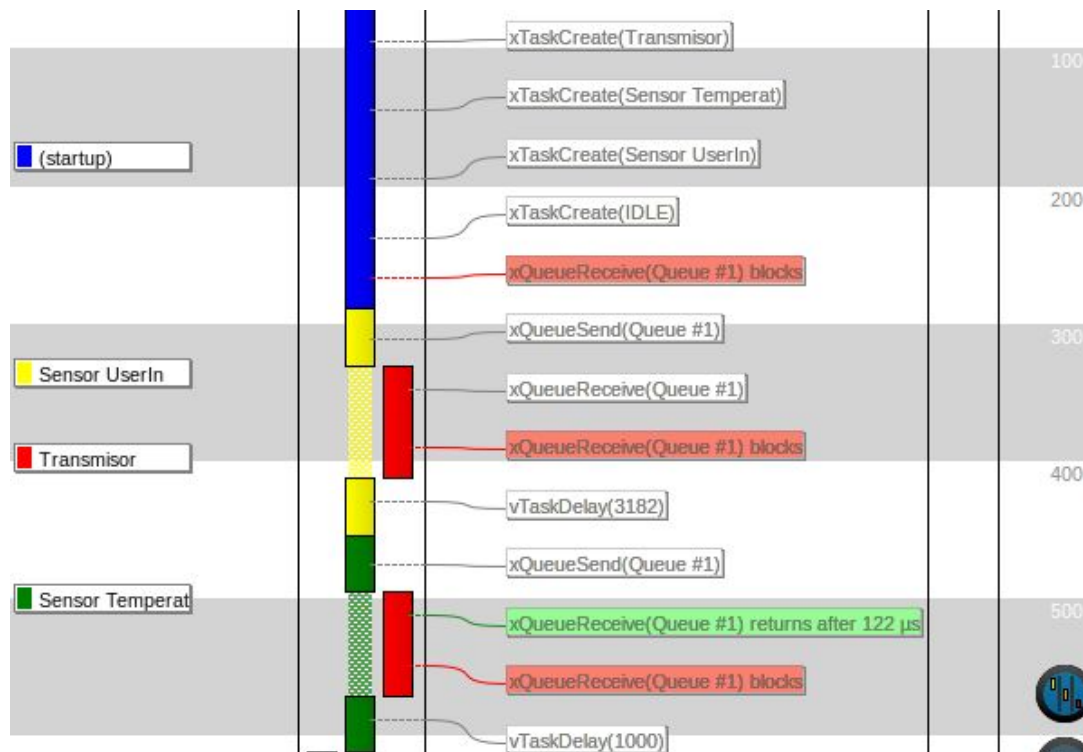 xTaskCreate(Transmisor)
100
xTaskCreate(Sensor Temperat)
(startup)
xTaskCreate(Sensor UserIn)
200
xTaskCreate(IDLE)
xQueueReceive(Queue #1) blocks
xQueueSend(Queue #1)
300
Sensor UserIn
xQueueReceive(Queue #1)
Transmisor
xQueueReceive(Queue #1) blocks
400
vTaskDelay(3182)
xQueueSend(Queue #1)
Sensor Temperat
500
xQueueReceive(Queue #1) returns after 122 µs
xQueueReceive(Queue #1) blocks
vTaskDelay(1000)